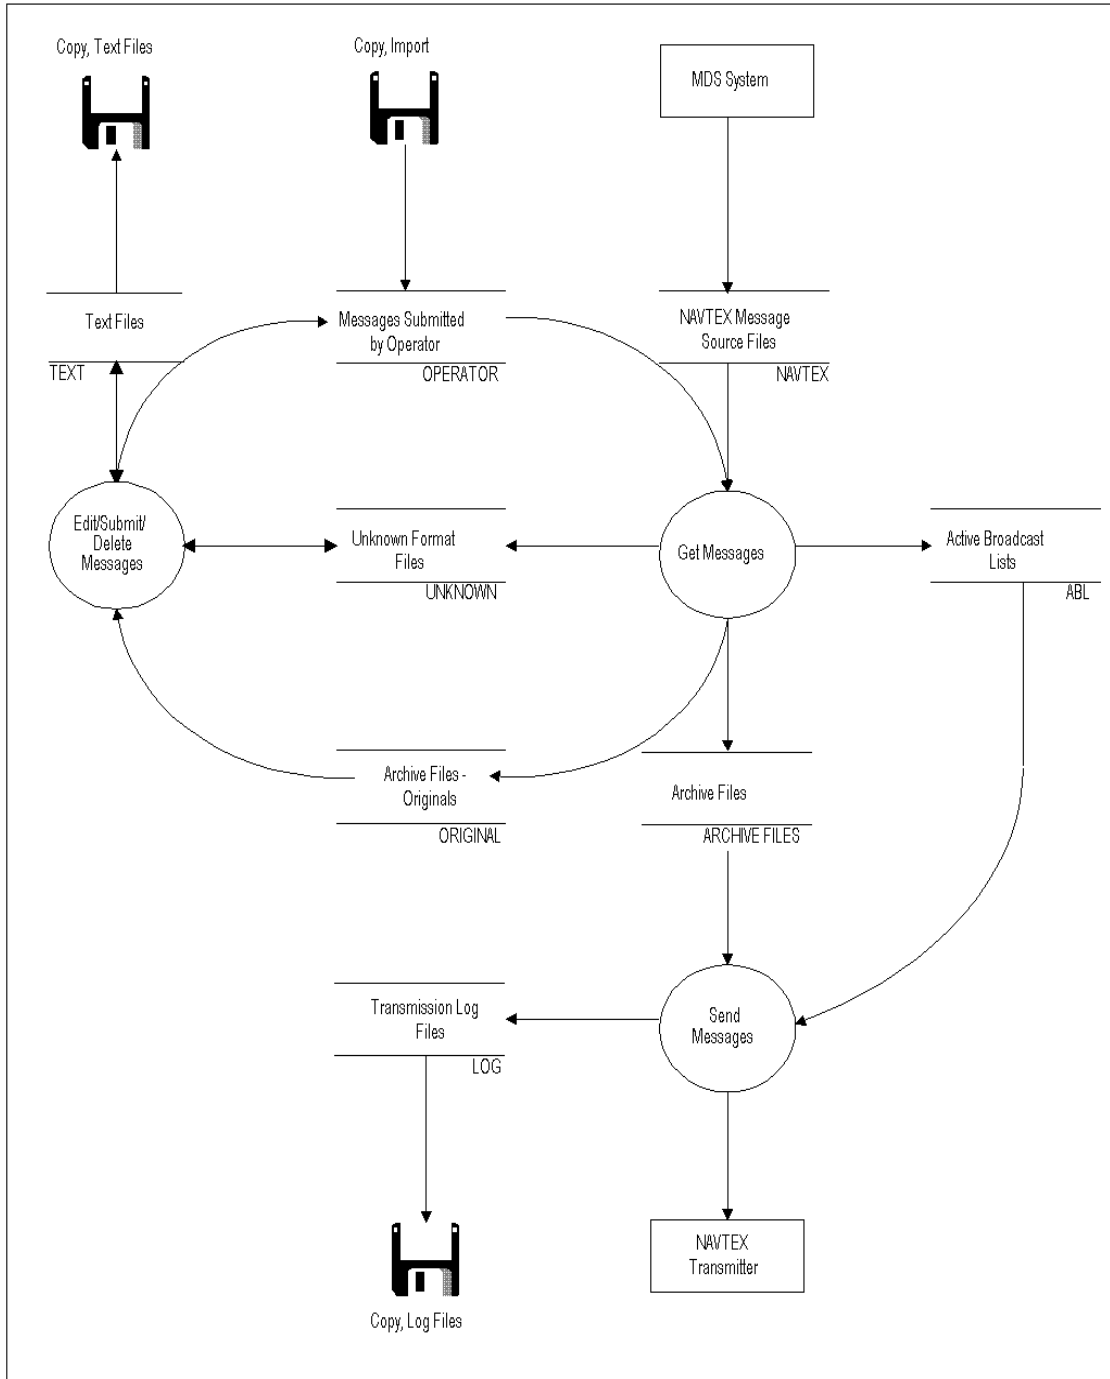 Copy, Text Files
Copy, Import
MDS System
Text Files
TEXT
Messages Submitted
by Operator
OPERATOR
NAVTEX Message
Source Files
NAVTEX
Edit/Submit/
Delete
Messages
Unknown Format
Files
UNKNOWN
Get Messages
Active Broadcast
Lists
ABL
Archive Files -
Originals
ORIGINAL
Archive Files
ARCHIVE FILES
Transmission Log
Files
LOG
Send
Messages
NAVTEX
Transmitter
Copy, Log Files